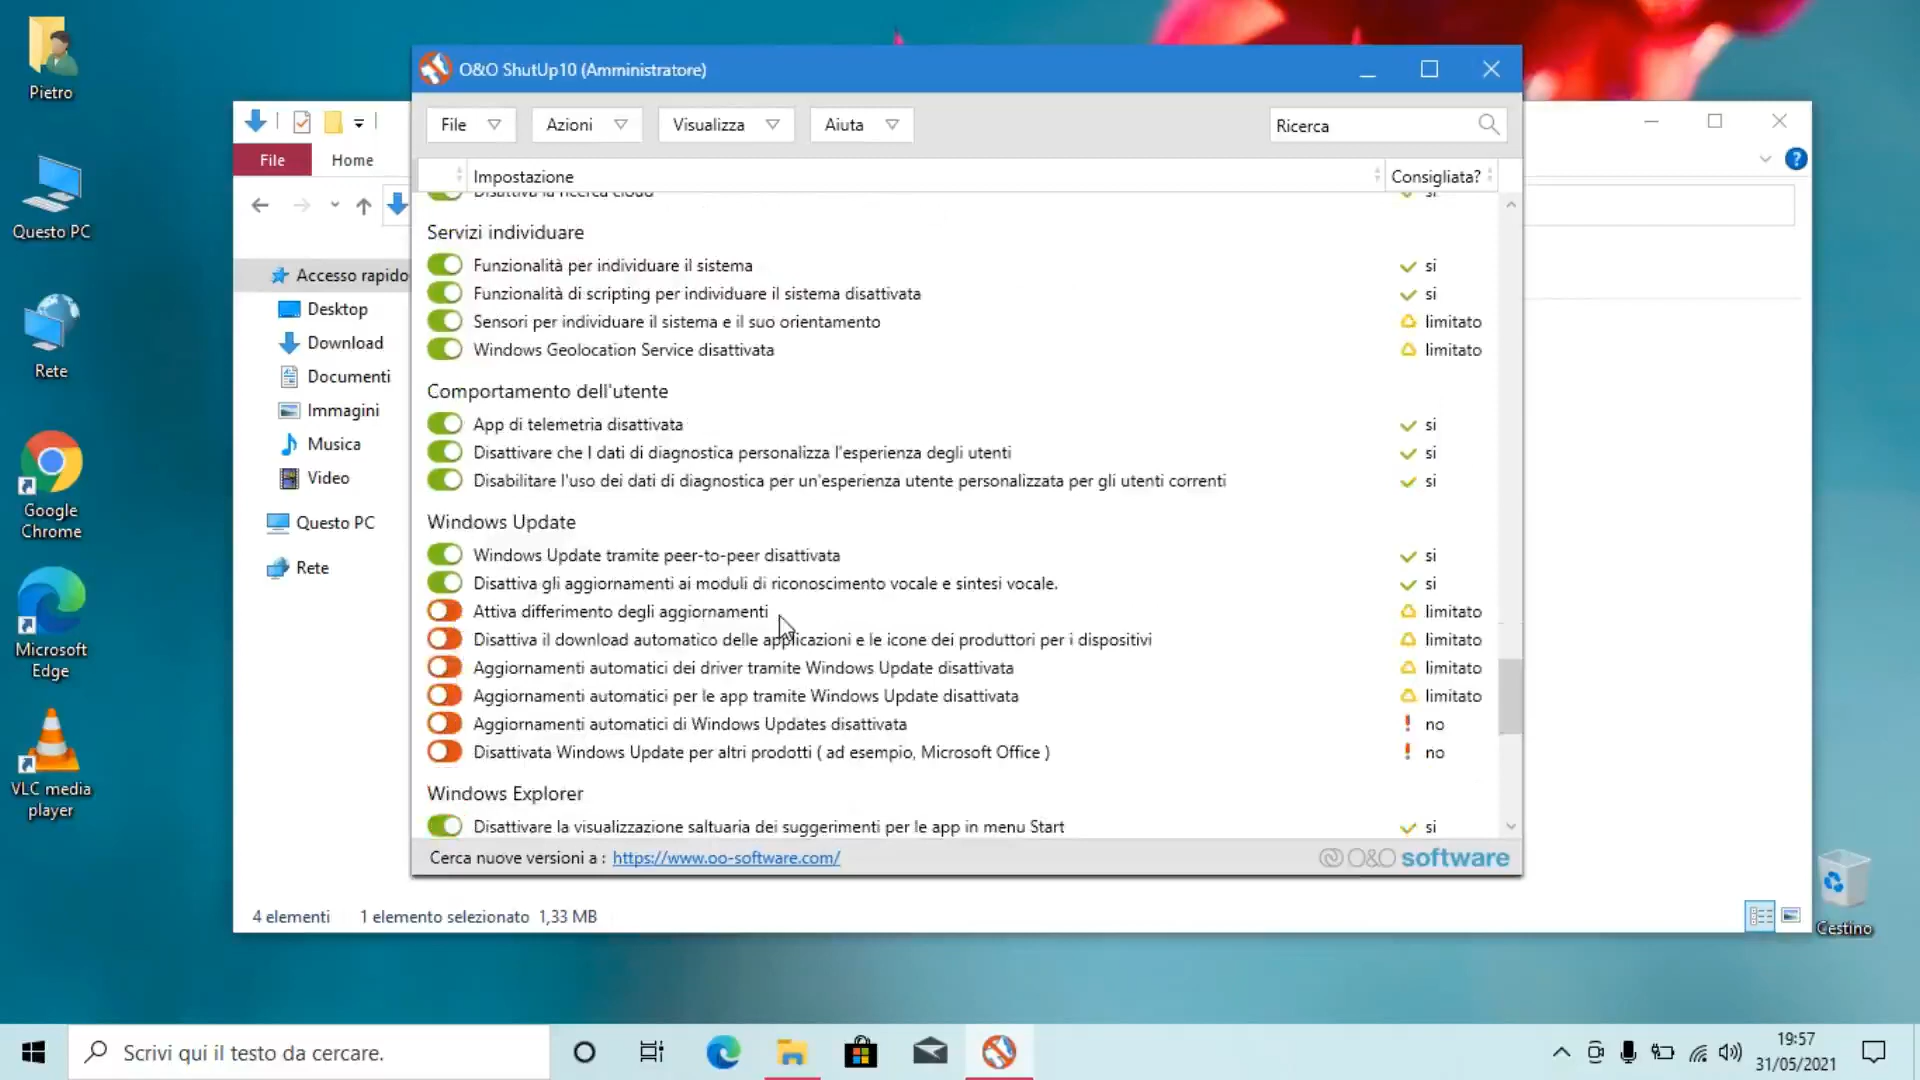 Pietro
Questo PC
Rete
Google
Chrome
Microsoft
Edge
VLC media
player
Cestino
O&O ShutUp10 (Amministratore)
File
Azioni
Visualizza
Aiuta
Ricerca
File
Home
Impostazione
Consigliata?
Disattiva la ricerca cloud
si
Servizi individuare
Funzionalità per individuare il sistema
si
Funzionalità di scripting per individuare il sistema disattivata
si
Sensori per individuare il sistema e il suo orientamento
limitato
Windows Geolocation Service disattivata
limitato
Comportamento dell'utente
App di telemetria disattivata
si
Disattivare che I dati di diagnostica personalizza l'esperienza degli utenti
si
Disabilitare l'uso dei dati di diagnostica per un'esperienza utente personalizzata per gli utenti correnti
si
Windows Update
Windows Update tramite peer-to-peer disattivata
si
Disattiva gli aggiornamenti ai moduli di riconoscimento vocale e sintesi vocale.
si
Attiva differimento degli aggiornamenti
limitato
Disattiva il download automatico delle applicazioni e le icone dei produttori per i dispositivi
limitato
Aggiornamenti automatici dei driver tramite Windows Update disattivata
limitato
Aggiornamenti automatici per le app tramite Windows Update disattivata
limitato
Aggiornamenti automatici di Windows Updates disattivata
no
Disattivata Windows Update per altri prodotti ( ad esempio, Microsoft Office )
no
Windows Explorer
Disattivare la visualizzazione saltuaria dei suggerimenti per le app in menu Start
si
Cerca nuove versioni a : https://www.oo-software.com/
O&O software
Accesso rapido
Desktop
Download
Documenti
Immagini
Musica
Video
Questo PC
Rete
4 elementi
1 elemento selezionato 1,33 MB
Scrivi qui il testo da cercare.
19:57
31/05/2021